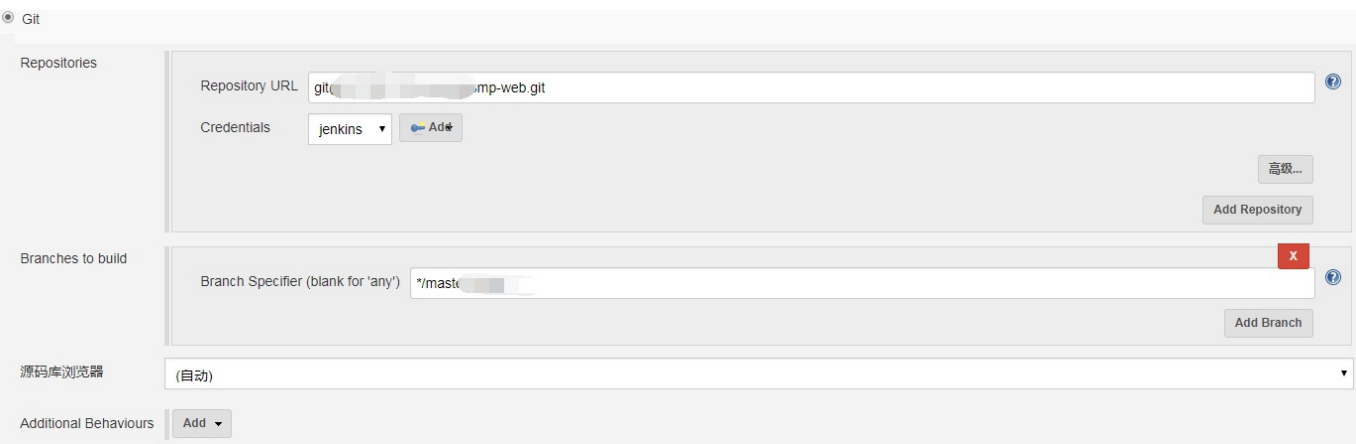 Git
Repositories
Repository URL git mp-web.git
Credentials jenkins Add
高级...
Add Repository
Branches to build X
Branch Specifier (blank for 'any') */mast
Add Branch
源码库浏览器 (自动)
Additional Behaviours Add